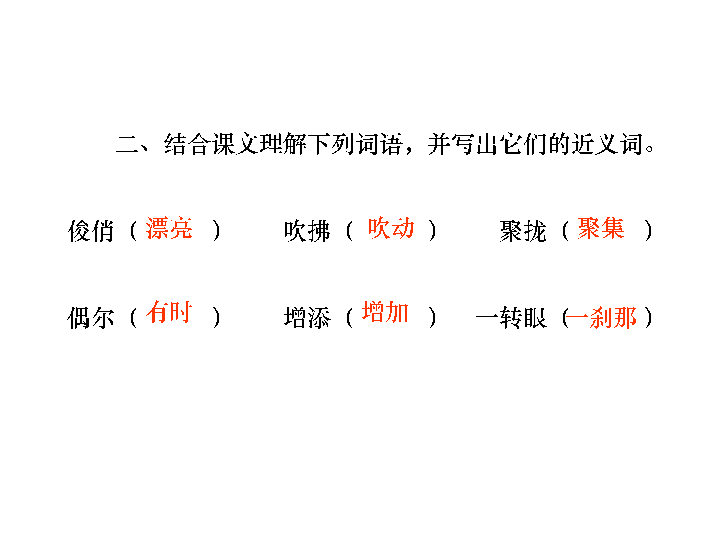 二、结合课文理解下列词语，并写出它们的近义词。
俊俏（漂亮）　吹拂（吹动）　聚拢（聚集）
偶尔（有时）　增添（增加）　一转眼（一刹那）